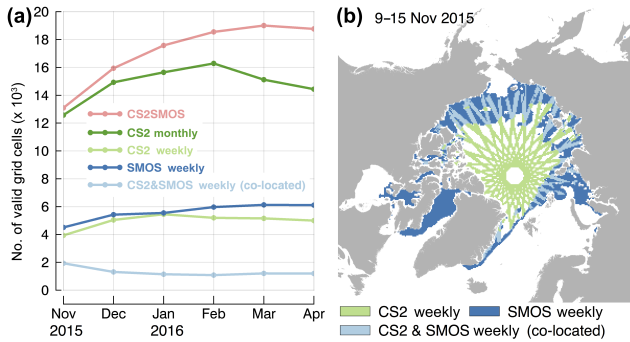 (a)
No. of valid grid cells (x 10³)
20
18
16
14
12
10
8
6
4
2
0
CS2SMOS
CS2 monthly
CS2 weekly
SMOS weekly
CS2&SMOS weekly (co-located)
Nov Dec Jan Feb Mar Apr
2015 2016
(b)
9–15 Nov 2015
CS2 weekly SMOS weekly
CS2 & SMOS weekly (co-located)